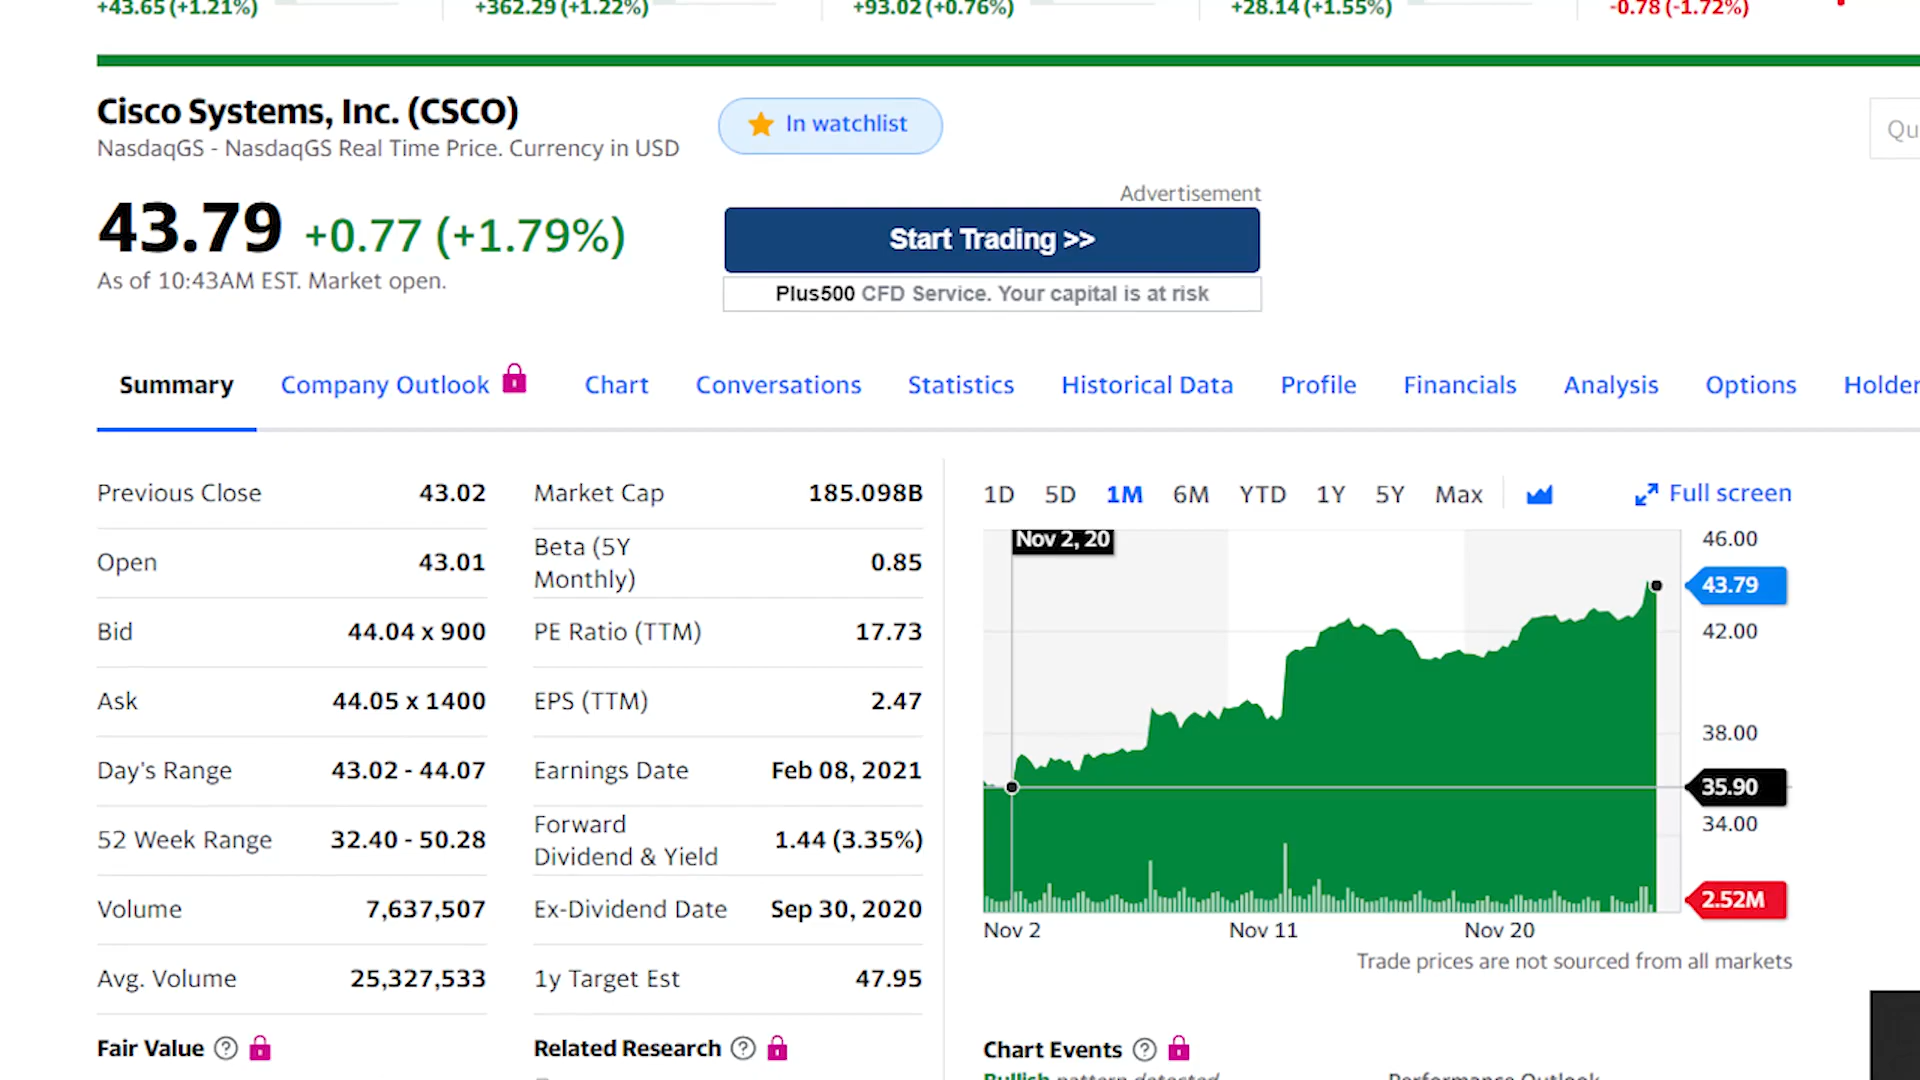 +43.65 (+1.21%) +362.29 (+1.22%) +93.02 (+0.76%) +28.14 (+1.55%) -0.78 (-1.72%)
Cisco Systems, Inc. (CSCO)
In watchlist
Qu
NasdaqGS - NasdaqGS Real Time Price. Currency in USD
Advertisement
43.79 +0.77 (+1.79%)
Start Trading >>
As of 10:43AM EST. Market open.
Plus500 CFD Service. Your capital is at risk
Summary Company Outlook Chart Conversations Statistics Historical Data Profile Financials Analysis Options Holder
Previous Close 43.02
Open 43.01
Bid 44.04 x 900
Ask 44.05 x 1400
Day's Range 43.02 - 44.07
52 Week Range 32.40 - 50.28
Volume 7,637,507
Avg. Volume 25,327,533
Fair Value ?
Market Cap 185.098B
Beta (5Y
Monthly) 0.85
PE Ratio (TTM) 17.73
EPS (TTM) 2.47
Earnings Date Feb 08, 2021
Forward
Dividend & Yield 1.44 (3.35%)
Ex-Dividend Date Sep 30, 2020
1y Target Est 47.95
Related Research ?
1D 5D 1M 6M YTD 1Y 5Y Max Full screen
Nov 2, 20
46.00
43.79
42.00
38.00
35.90
34.00
2.52M
Nov 2 Nov 11 Nov 20
Trade prices are not sourced from all markets
Chart Events ?
Bullish pattern detected
Performance Outlook